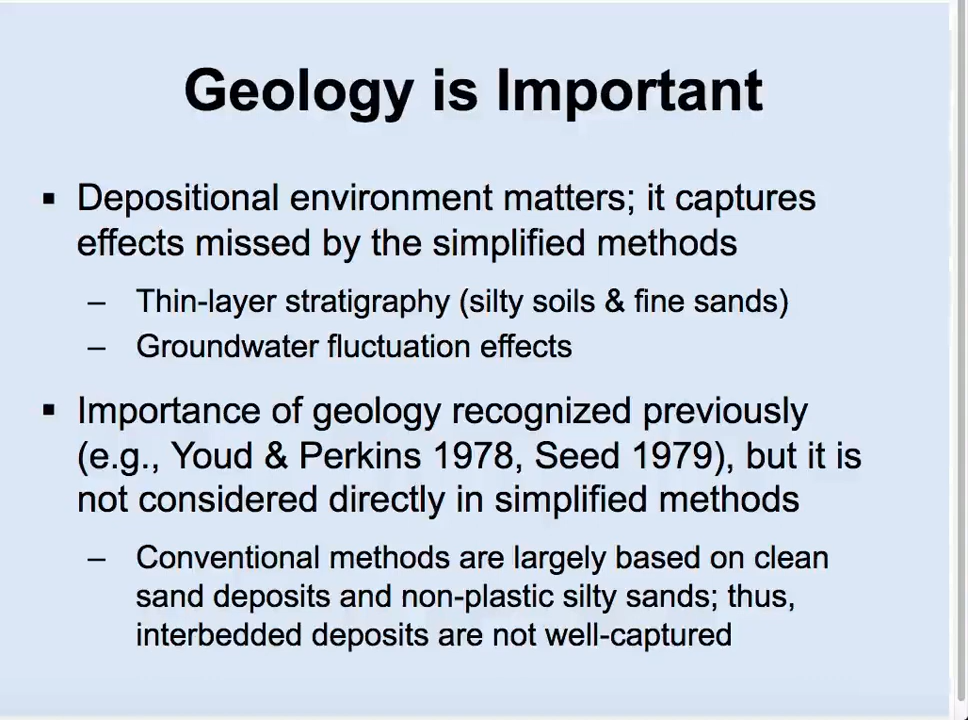 Geology is Important
▪ Depositional environment matters; it captures
effects missed by the simplified methods
– Thin-layer stratigraphy (silty soils & fine sands)
– Groundwater fluctuation effects
▪ Importance of geology recognized previously
(e.g., Youd & Perkins 1978, Seed 1979), but it is
not considered directly in simplified methods
– Conventional methods are largely based on clean
sand deposits and non-plastic silty sands; thus,
interbedded deposits are not well-captured